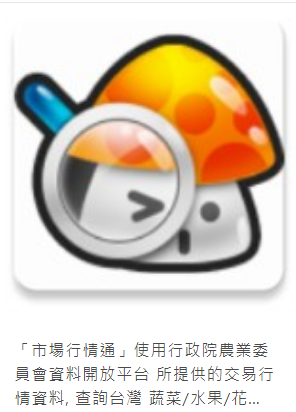 「市場行情通」使用行政院農業委
員會資料開放平台 所提供的交易行
情資料, 查詢台灣 蔬菜/水果/花...